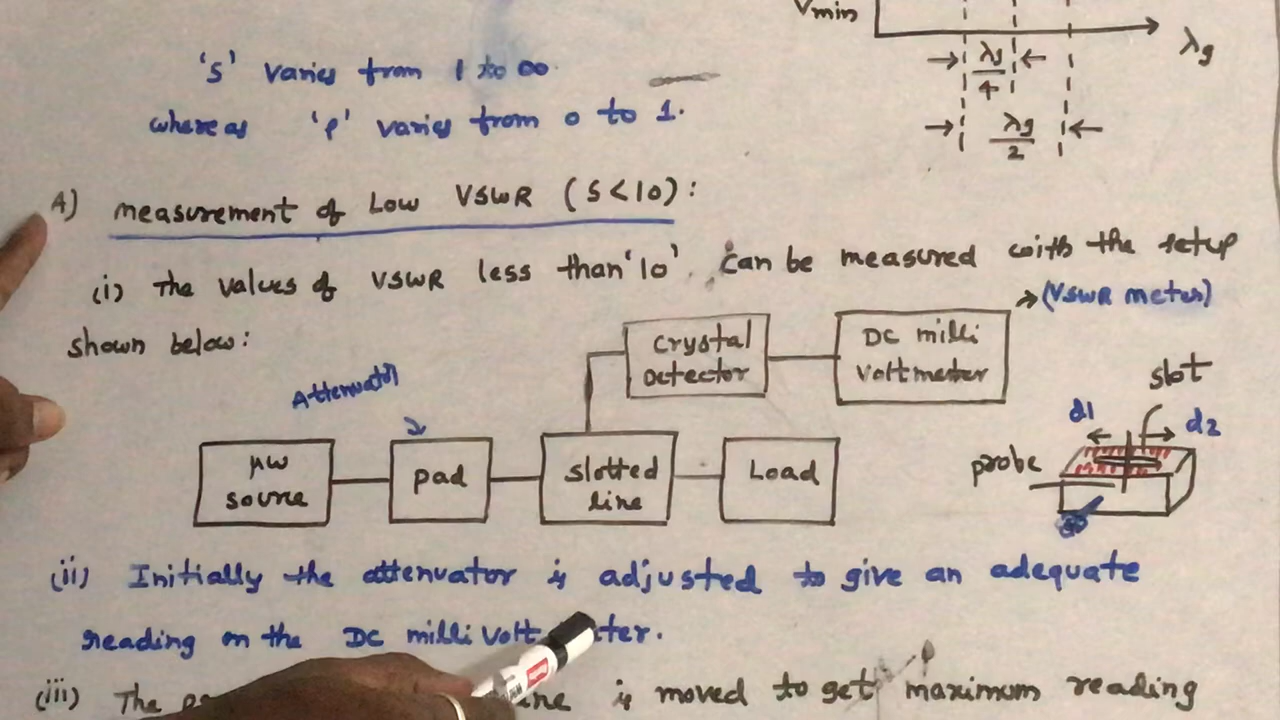 Vmin
λg
λg/4
λg/2
's' varies from 1 to ∞.
whereas 'ρ' varies from 0 to 1.
A) measurement of Low VSWR (S<10):
(i) the values of VSWR less than '10'. can be measured with the setup
shown below:
→(VSWR meter)
Crystal Detector
DC milli Voltmeter
Attenuator
μw source
pad
slotted line
Load
slot
d1
d2
probe
(ii) Initially the attenuator is adjusted to give an adequate
reading on the DC milli volt ter.
(iii) The ine is moved to get maximum reading